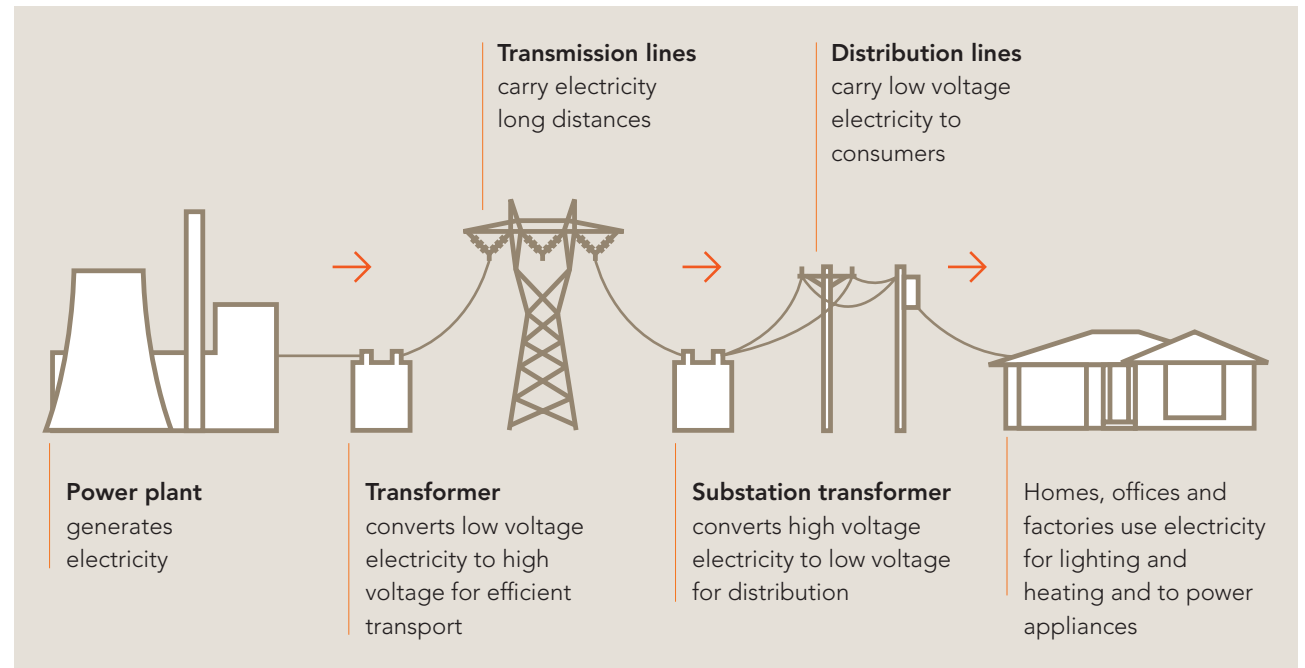 Transmission lines
carry electricity
long distances
Distribution lines
carry low voltage
electricity to
consumers
Power plant
generates
electricity
Transformer
converts low voltage
electricity to high
voltage for efficient
transport
Substation transformer
converts high voltage
electricity to low voltage
for distribution
Homes, offices and
factories use electricity
for lighting and
heating and to power
appliances